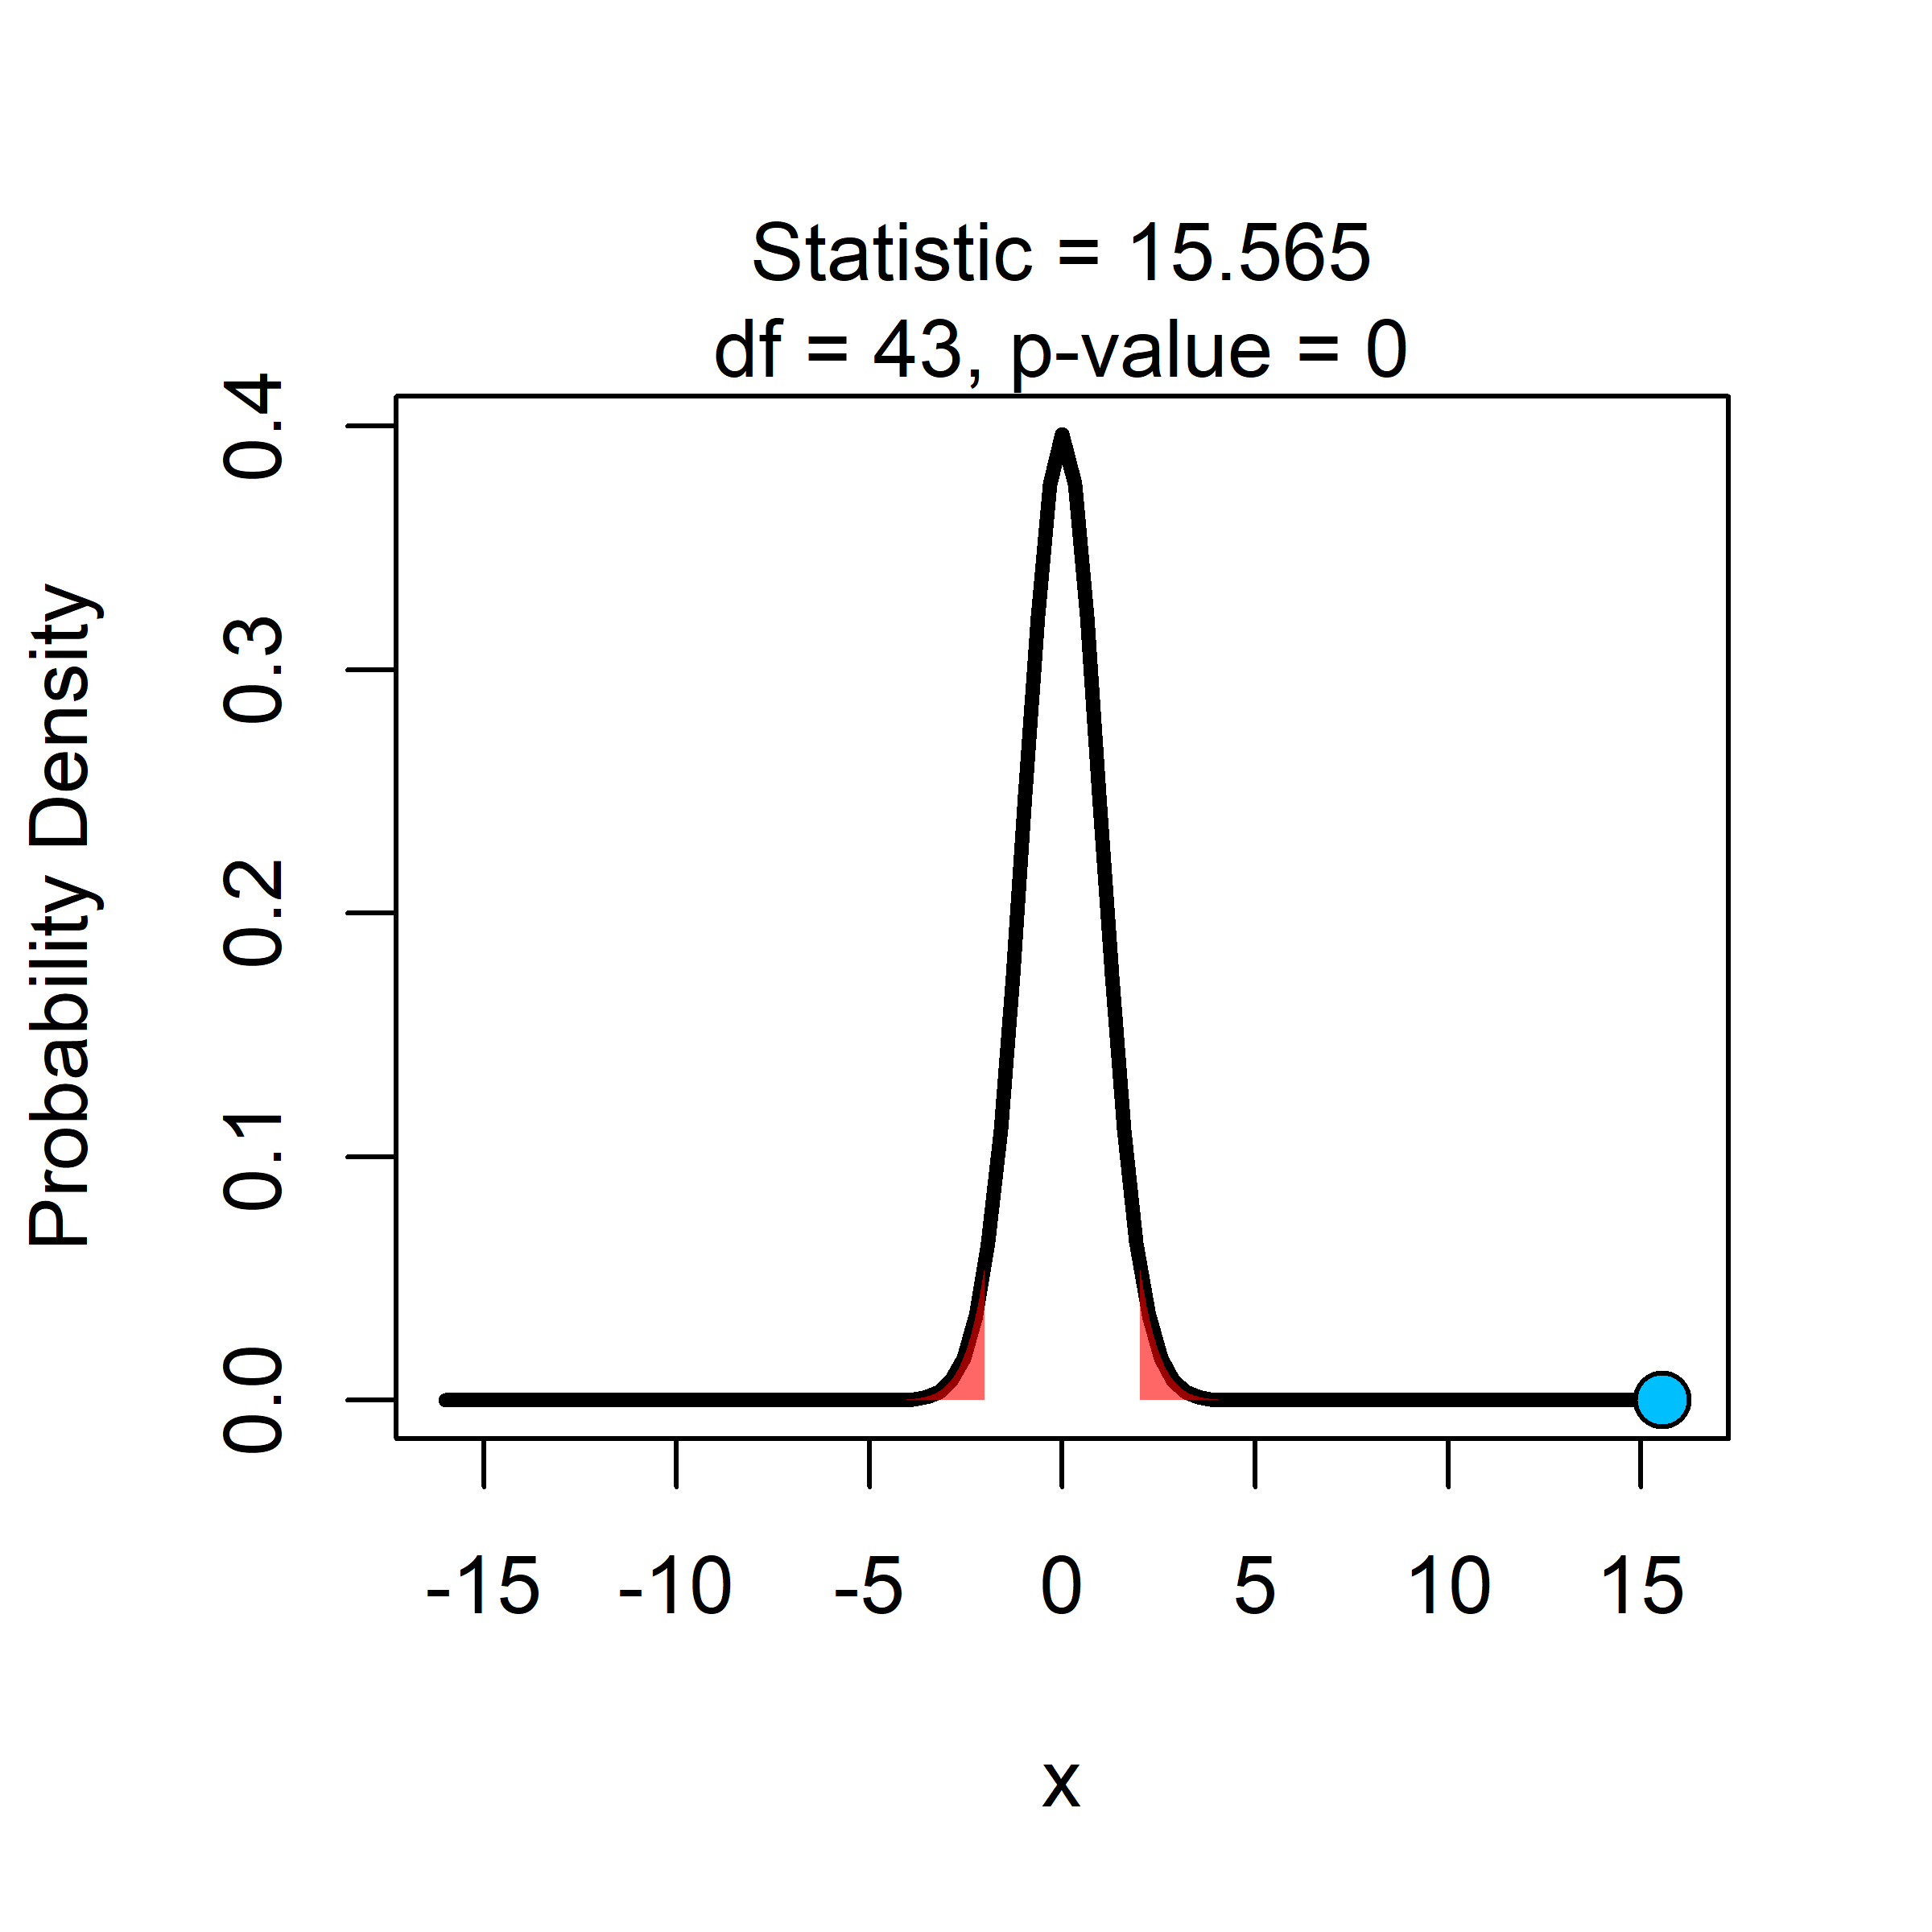 Statistic = 15.565
df = 43, p-value = 0
Probability Density
0.4
0.3
0.2
0.1
0.0
-15 -10 -5 0 5 10 15
x